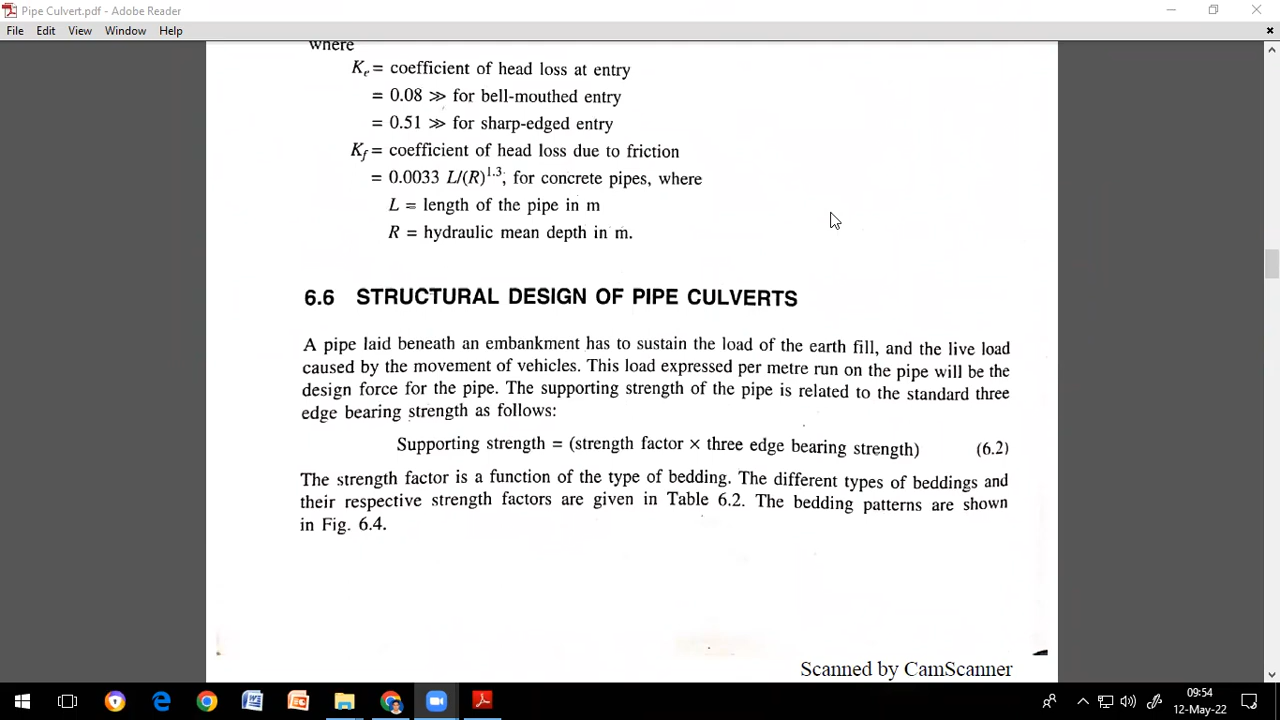 Pipe Culvert.pdf - Adobe Reader
File Edit View Window Help
where
Ke = coefficient of head loss at entry
= 0.08 ≫ for bell-mouthed entry
= 0.51 ≫ for sharp-edged entry
Kf = coefficient of head loss due to friction
= 0.0033 L/(R)^1.3, for concrete pipes, where
L = length of the pipe in m
R = hydraulic mean depth in m.
6.6 STRUCTURAL DESIGN OF PIPE CULVERTS
A pipe laid beneath an embankment has to sustain the load of the earth fill, and the live load
caused by the movement of vehicles. This load expressed per metre run on the pipe will be the
design force for the pipe. The supporting strength of the pipe is related to the standard three
edge bearing strength as follows:
Supporting strength = (strength factor × three edge bearing strength) (6.2)
The strength factor is a function of the type of bedding. The different types of beddings and
their respective strength factors are given in Table 6.2. The bedding patterns are shown
in Fig. 6.4.
Scanned by CamScanner
09:54
12-May-22